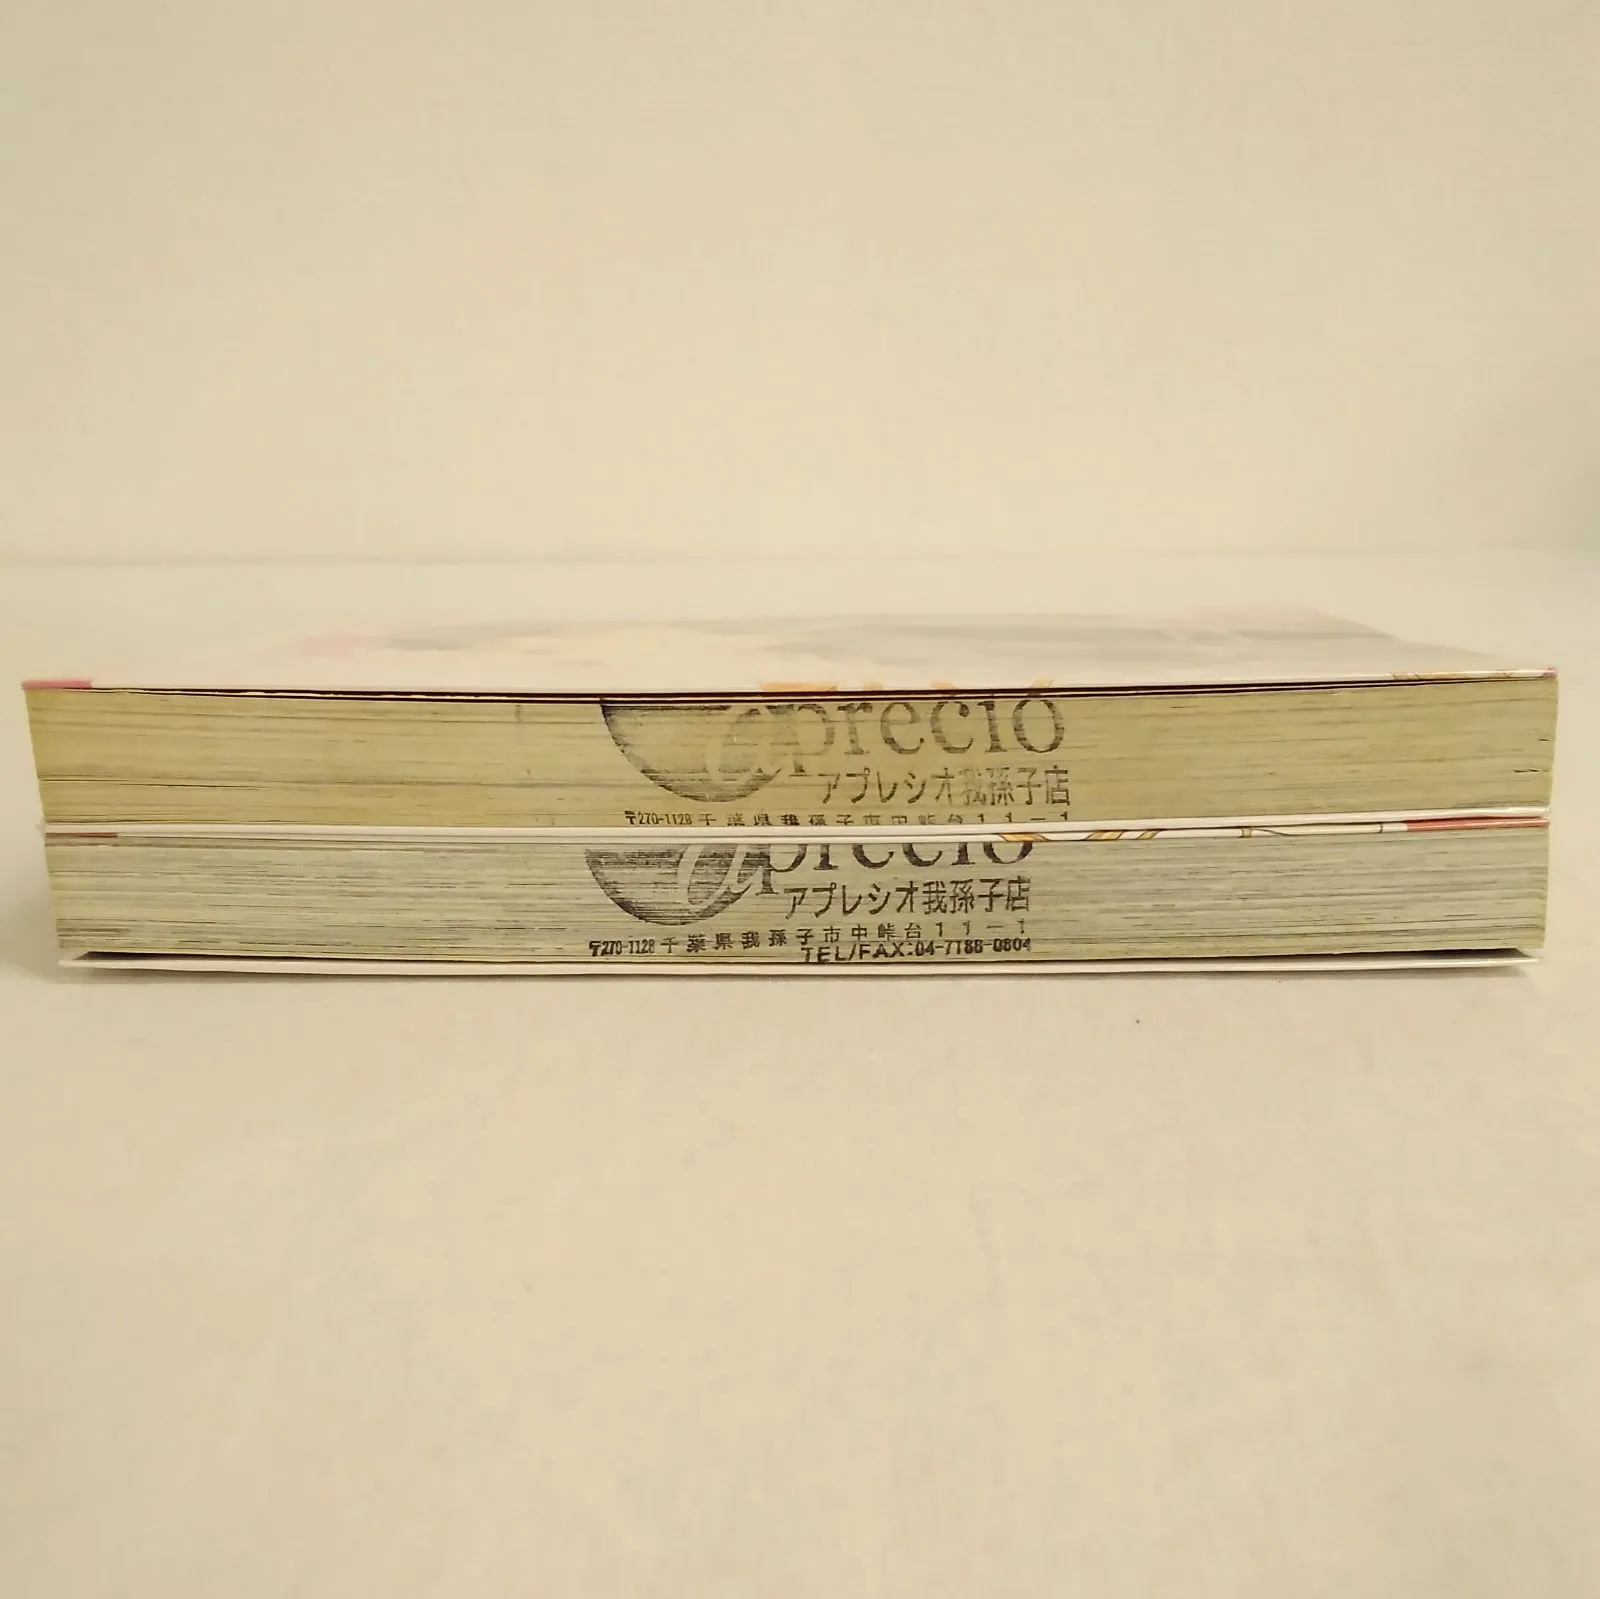 aprecio
アプレシオ我孫子店
〒270-1128 千葉県我孫子市中峠台11-1
aprecio
アプレシオ我孫子店
〒270-1128 千葉県我孫子市中峠台11-1
TEL/FAX:04-7188-0804